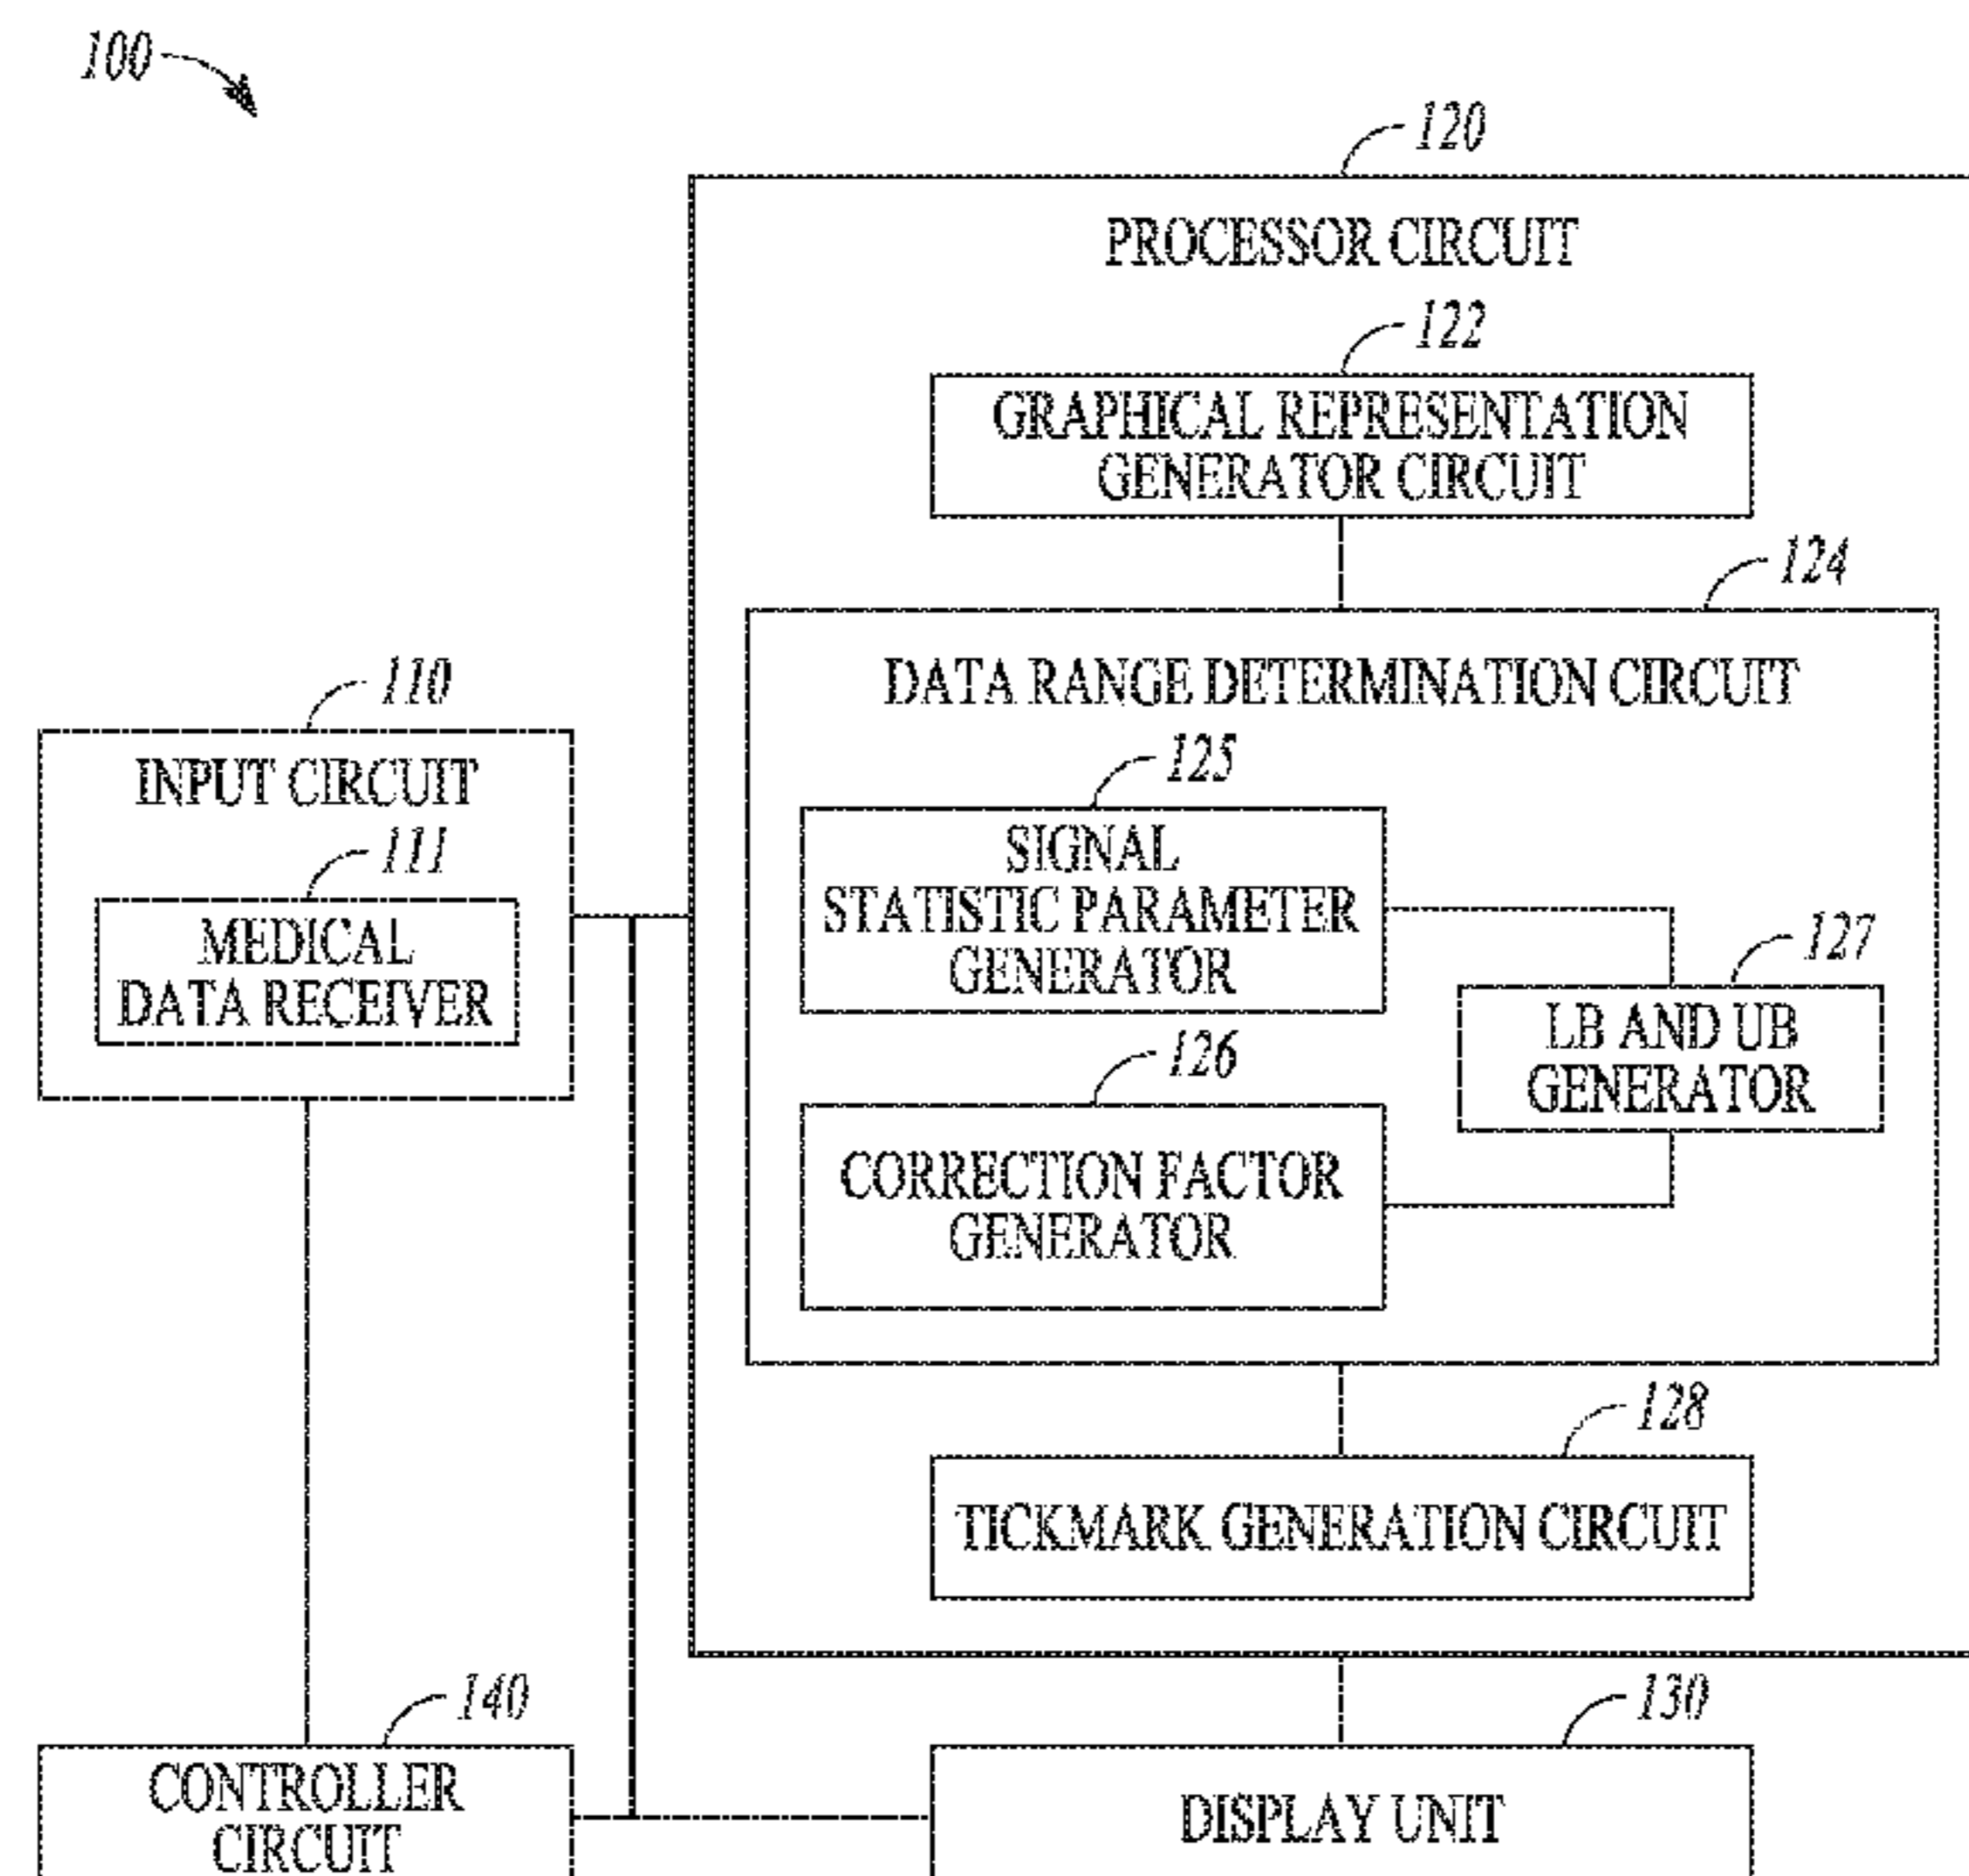 100
120
PROCESSOR CIRCUIT
122
GRAPHICAL REPRESENTATION
GENERATOR CIRCUIT
124
DATA RANGE DETERMINATION CIRCUIT
110
INPUT CIRCUIT
111
MEDICAL
DATA RECEIVER
125
SIGNAL
STATISTIC PARAMETER
GENERATOR
127
LB AND UB
GENERATOR
126
CORRECTION FACTOR
GENERATOR
128
TICKMARK GENERATION CIRCUIT
140
CONTROLLER
CIRCUIT
130
DISPLAY UNIT